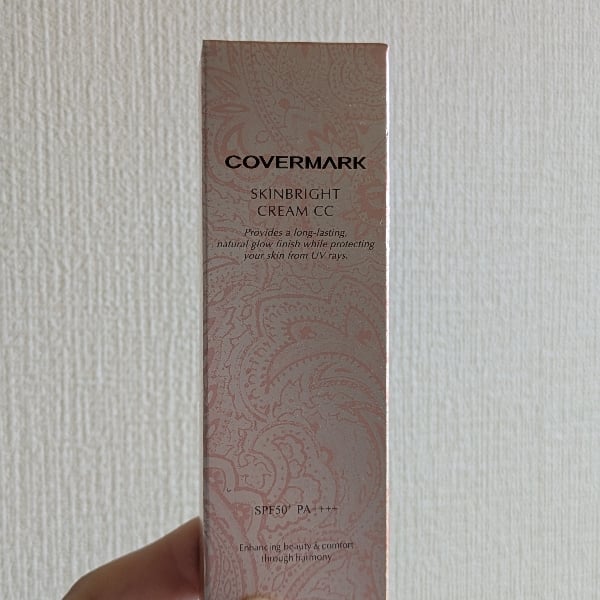 COVERMARK
SKINBRIGHT
CREAM CC
Provides a long-lasting,
natural glow finish while protecting
your skin from UV rays.
SPF50+ PA++++
Enhancing beauty & comfort
through harmony